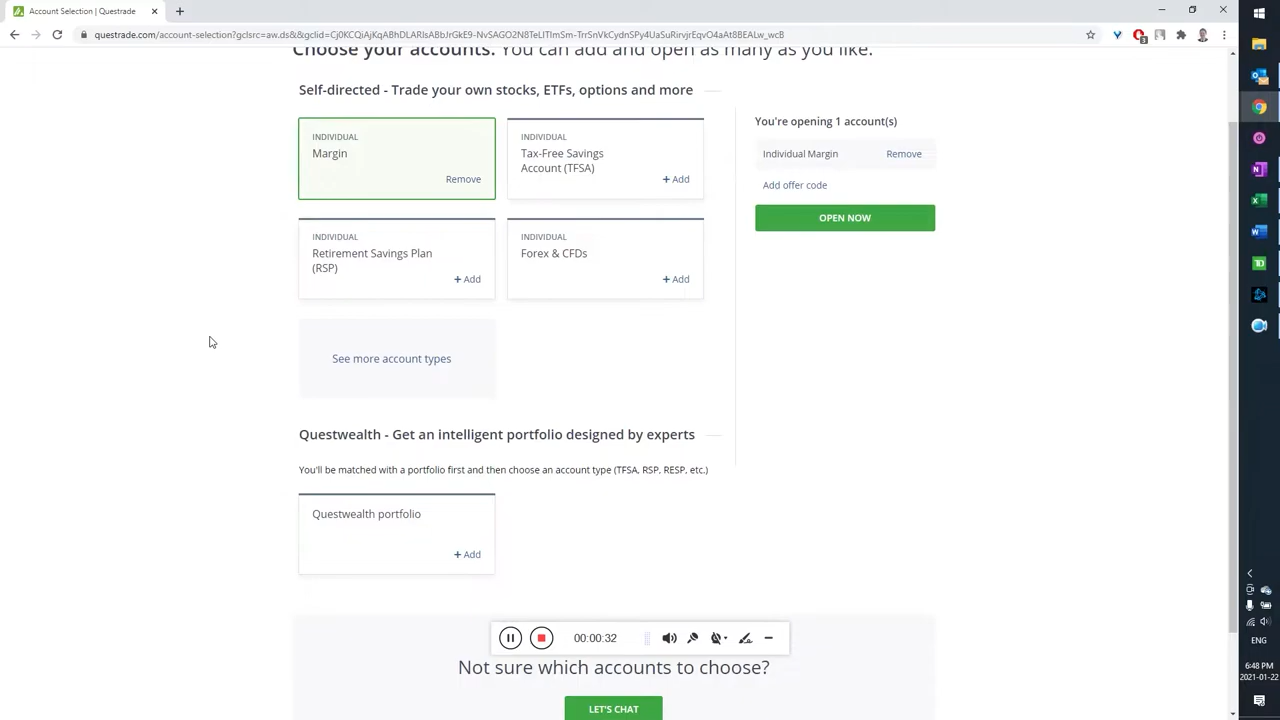 Account Selection | Questrade
questrade.com/account-selection?gclsrc=aw.ds&&gclid=Cj0KCQiAjKqABhDLARIsABbJrGkE9-NvSAGO2N8TeLITlmSm-TrrSnVkCydnSPy4UaSuRirvjrEqvO4aAt8BEALw_wcB
Choose your accounts. You can add and open as many as you like.
Self-directed - Trade your own stocks, ETFs, options and more
INDIVIDUAL
Margin
Remove
INDIVIDUAL
Tax-Free Savings
Account (TFSA)
+ Add
INDIVIDUAL
Retirement Savings Plan
(RSP)
+ Add
INDIVIDUAL
Forex & CFDs
+ Add
See more account types
You're opening 1 account(s)
Individual Margin Remove
Add offer code
OPEN NOW
Questwealth - Get an intelligent portfolio designed by experts
You'll be matched with a portfolio first and then choose an account type (TFSA, RSP, RESP, etc.)
Questwealth portfolio
+ Add
00:00:32
Not sure which accounts to choose?
LET'S CHAT
ENG
6:48 PM
2021-01-22